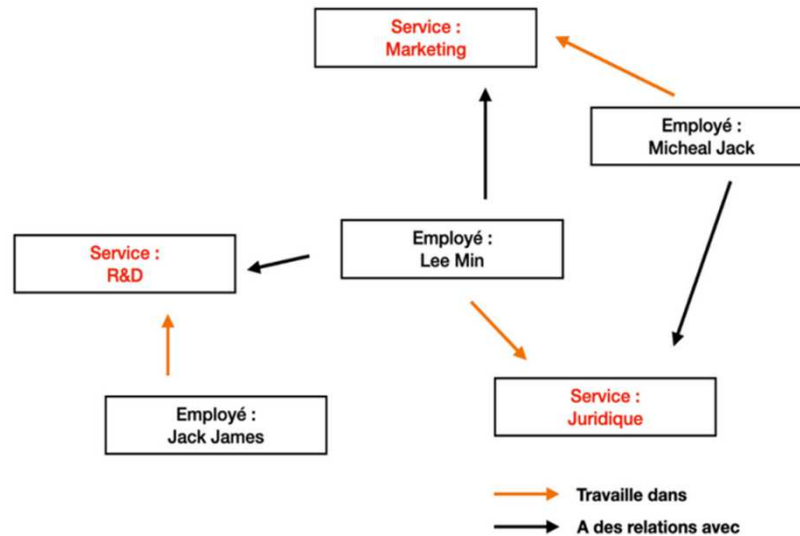 Service :
Marketing
Employé :
Micheal Jack
Employé :
Lee Min
Service :
R&D
Service :
Juridique
Employé :
Jack James
Travaille dans
A des relations avec